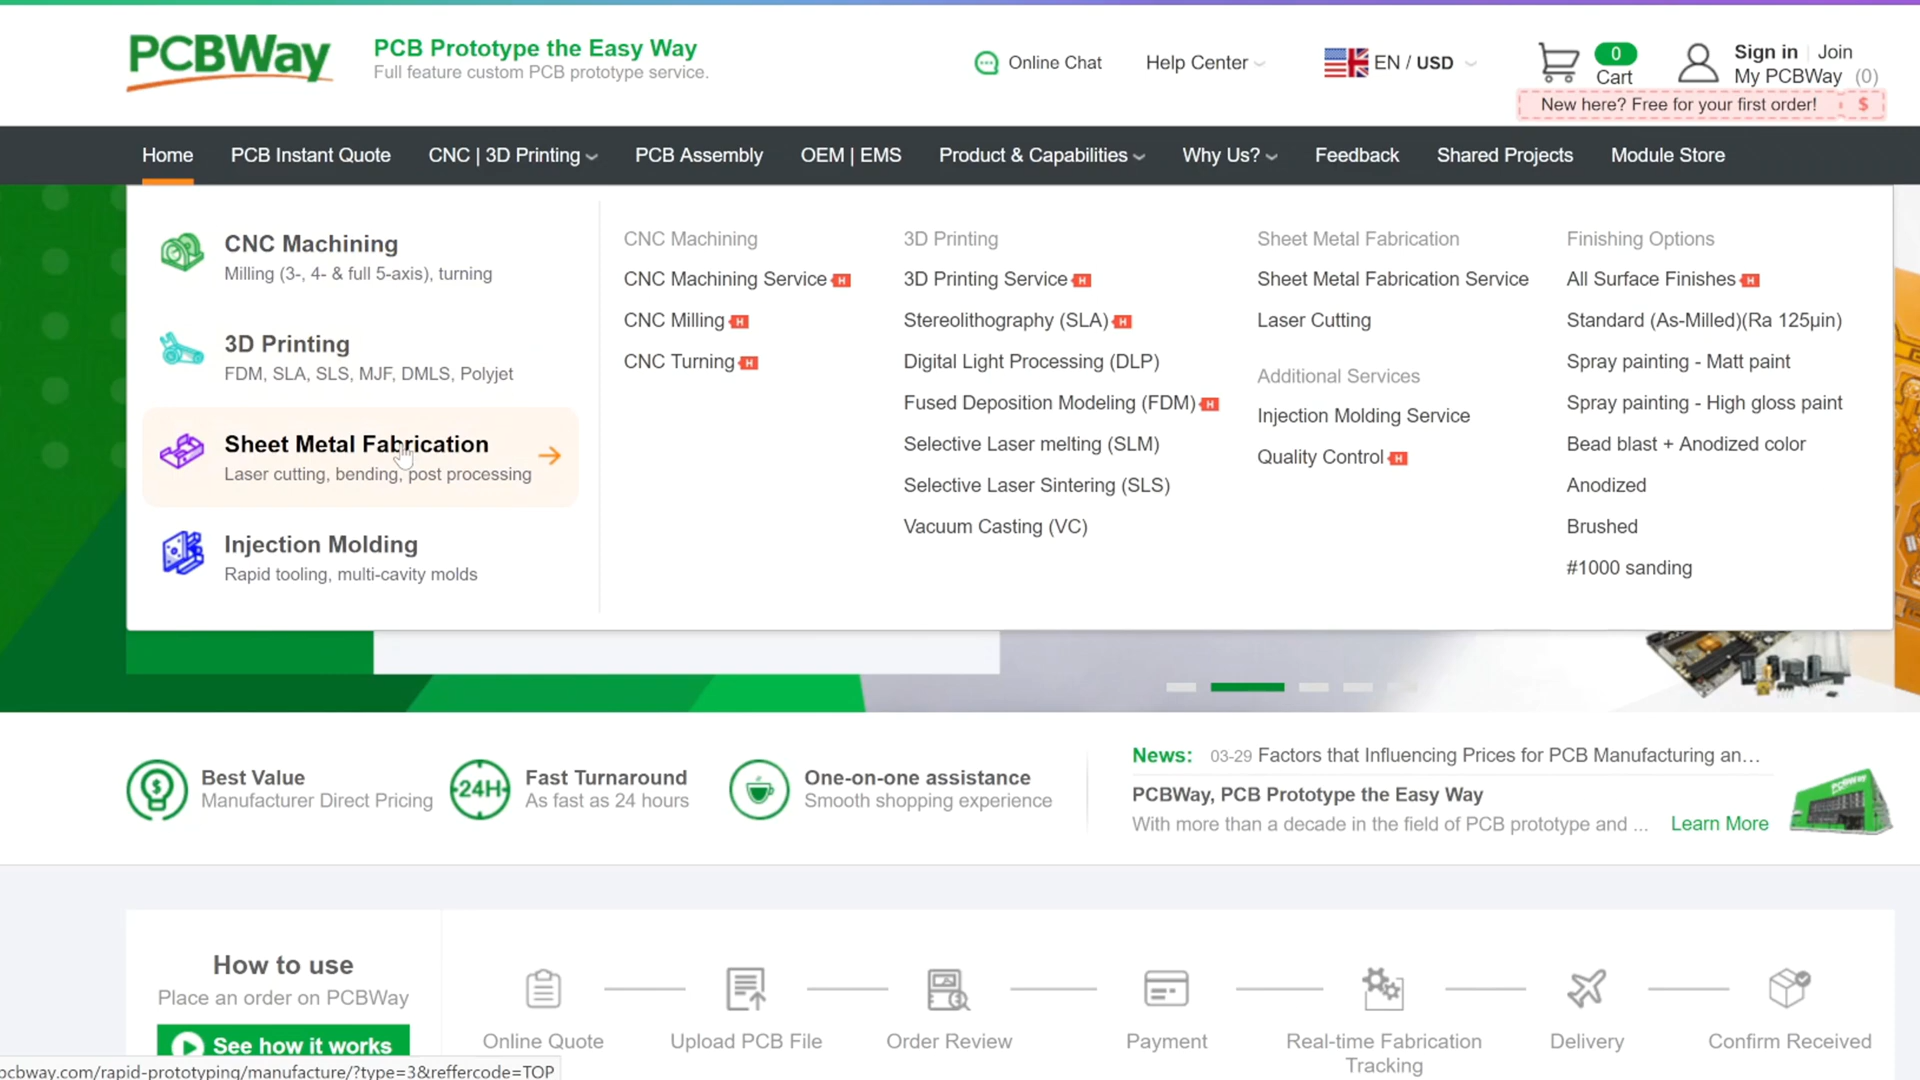 PCBWay
PCB Prototype the Easy Way
Full feature custom PCB prototype service.
Online Chat
Help Center
EN / USD
0
Cart
Sign in | Join
My PCBWay (0)
New here? Free for your first order! $
Home
PCB Instant Quote
CNC | 3D Printing
PCB Assembly
OEM | EMS
Product & Capabilities
Why Us?
Feedback
Shared Projects
Module Store
CNC Machining
Milling (3-, 4- & full 5-axis), turning
3D Printing
FDM, SLA, SLS, MJF, DMLS, Polyjet
Sheet Metal Fabrication
Laser cutting, bending, post processing
Injection Molding
Rapid tooling, multi-cavity molds
CNC Machining
CNC Machining Service H
CNC Milling H
CNC Turning H
3D Printing
3D Printing Service H
Stereolithography (SLA) H
Digital Light Processing (DLP)
Fused Deposition Modeling (FDM) H
Selective Laser melting (SLM)
Selective Laser Sintering (SLS)
Vacuum Casting (VC)
Sheet Metal Fabrication
Sheet Metal Fabrication Service
Laser Cutting
Additional Services
Injection Molding Service
Quality Control H
Finishing Options
All Surface Finishes H
Standard (As-Milled)(Ra 125µin)
Spray painting - Matt paint
Spray painting - High gloss paint
Bead blast + Anodized color
Anodized
Brushed
#1000 sanding
Best Value
Manufacturer Direct Pricing
24H
Fast Turnaround
As fast as 24 hours
One-on-one assistance
Smooth shopping experience
News: 03-29 Factors that Influencing Prices for PCB Manufacturing an...
PCBWay, PCB Prototype the Easy Way
With more than a decade in the field of PCB prototype and ... Learn More
PCBWay
How to use
Place an order on PCBWay
See how it works
Online Quote
Upload PCB File
Order Review
Payment
Real-time Fabrication
Tracking
Delivery
Confirm Received
pcbway.com/rapid-prototyping/manufacture/?type=3&reffercode=TOP